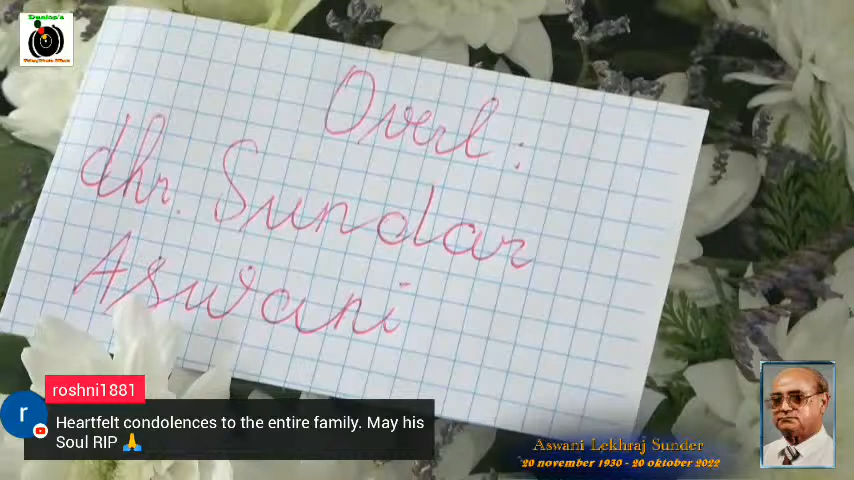 Overl:
dhr. Sundar
Aswani
roshni1881
r
Heartfelt condolences to the entire family. May his
Soul RIP 🙏
Aswani Lekhraj Sunder
20 november 1930 - 20 oktober 2022